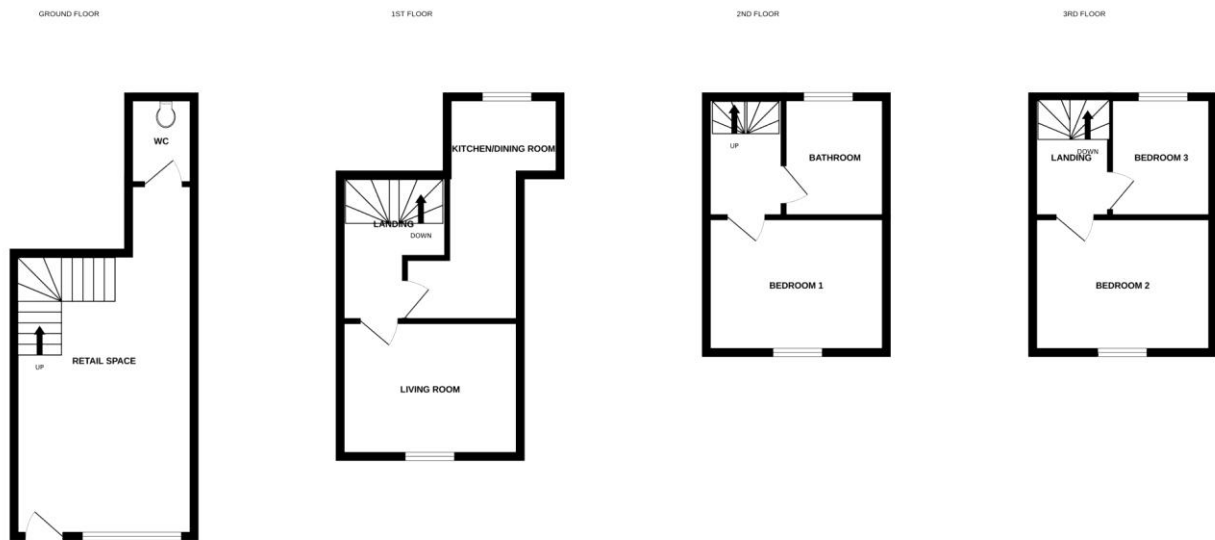 GROUND FLOOR
WC
UP
RETAIL SPACE
1ST FLOOR
KITCHEN/DINING ROOM
LANDING
DOWN
LIVING ROOM
2ND FLOOR
UP
BATHROOM
BEDROOM 1
3RD FLOOR
DOWN
LANDING
BEDROOM 3
BEDROOM 2